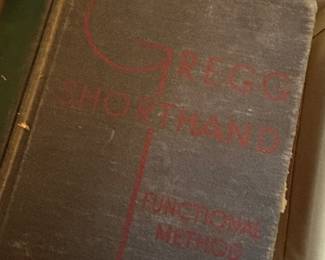 GREGG
SHORTHAND
FUNCTIONAL
METHOD